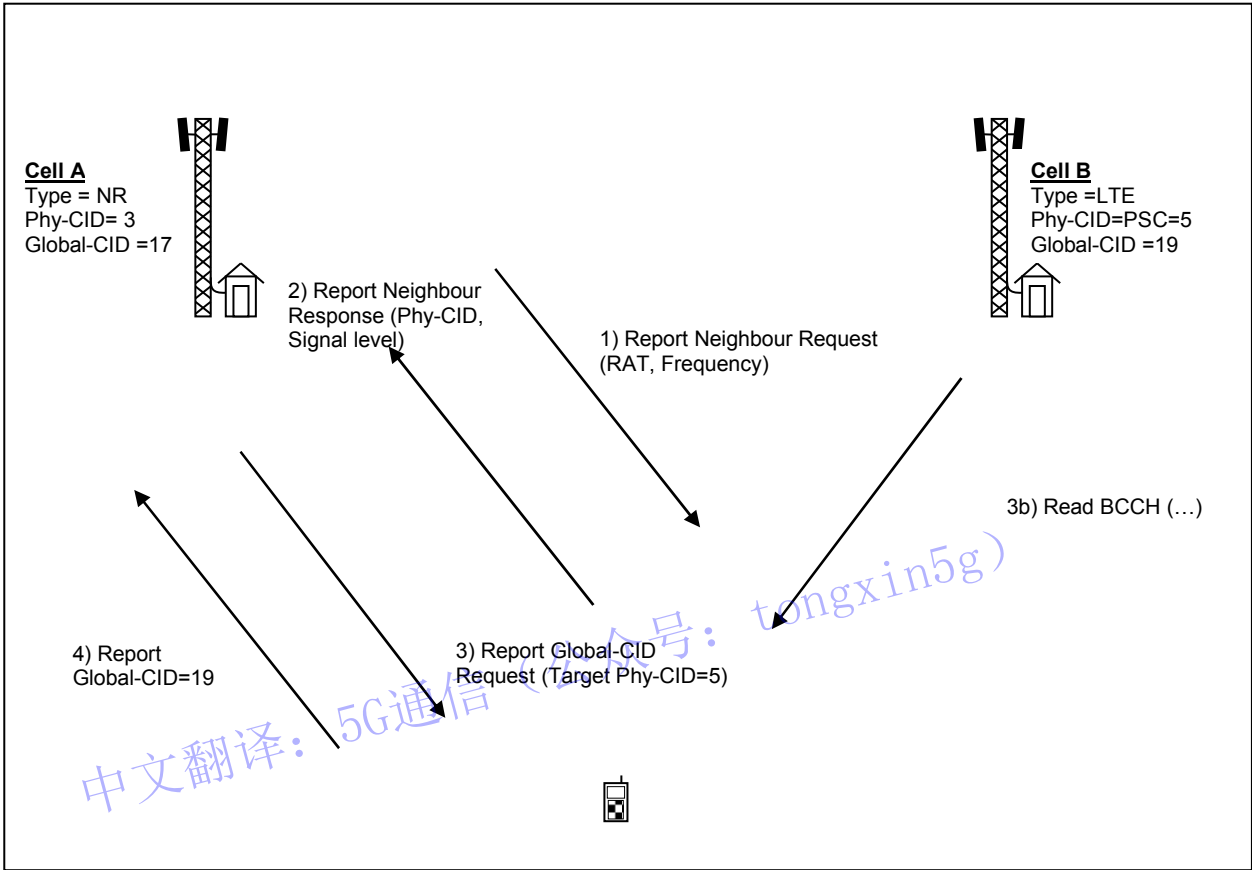 Cell A
Type = NR
Phy-CID= 3
Global-CID =17
Cell B
Type =LTE
Phy-CID=PSC=5
Global-CID =19
2) Report Neighbour
Response (Phy-CID,
Signal level)
1) Report Neighbour Request
(RAT, Frequency)
3b) Read BCCH (…)
4) Report
Global-CID=19
3) Report Global-CID
Request (Target Phy-CID=5)
中文翻译：5G通信（公众号：tongxin5g）